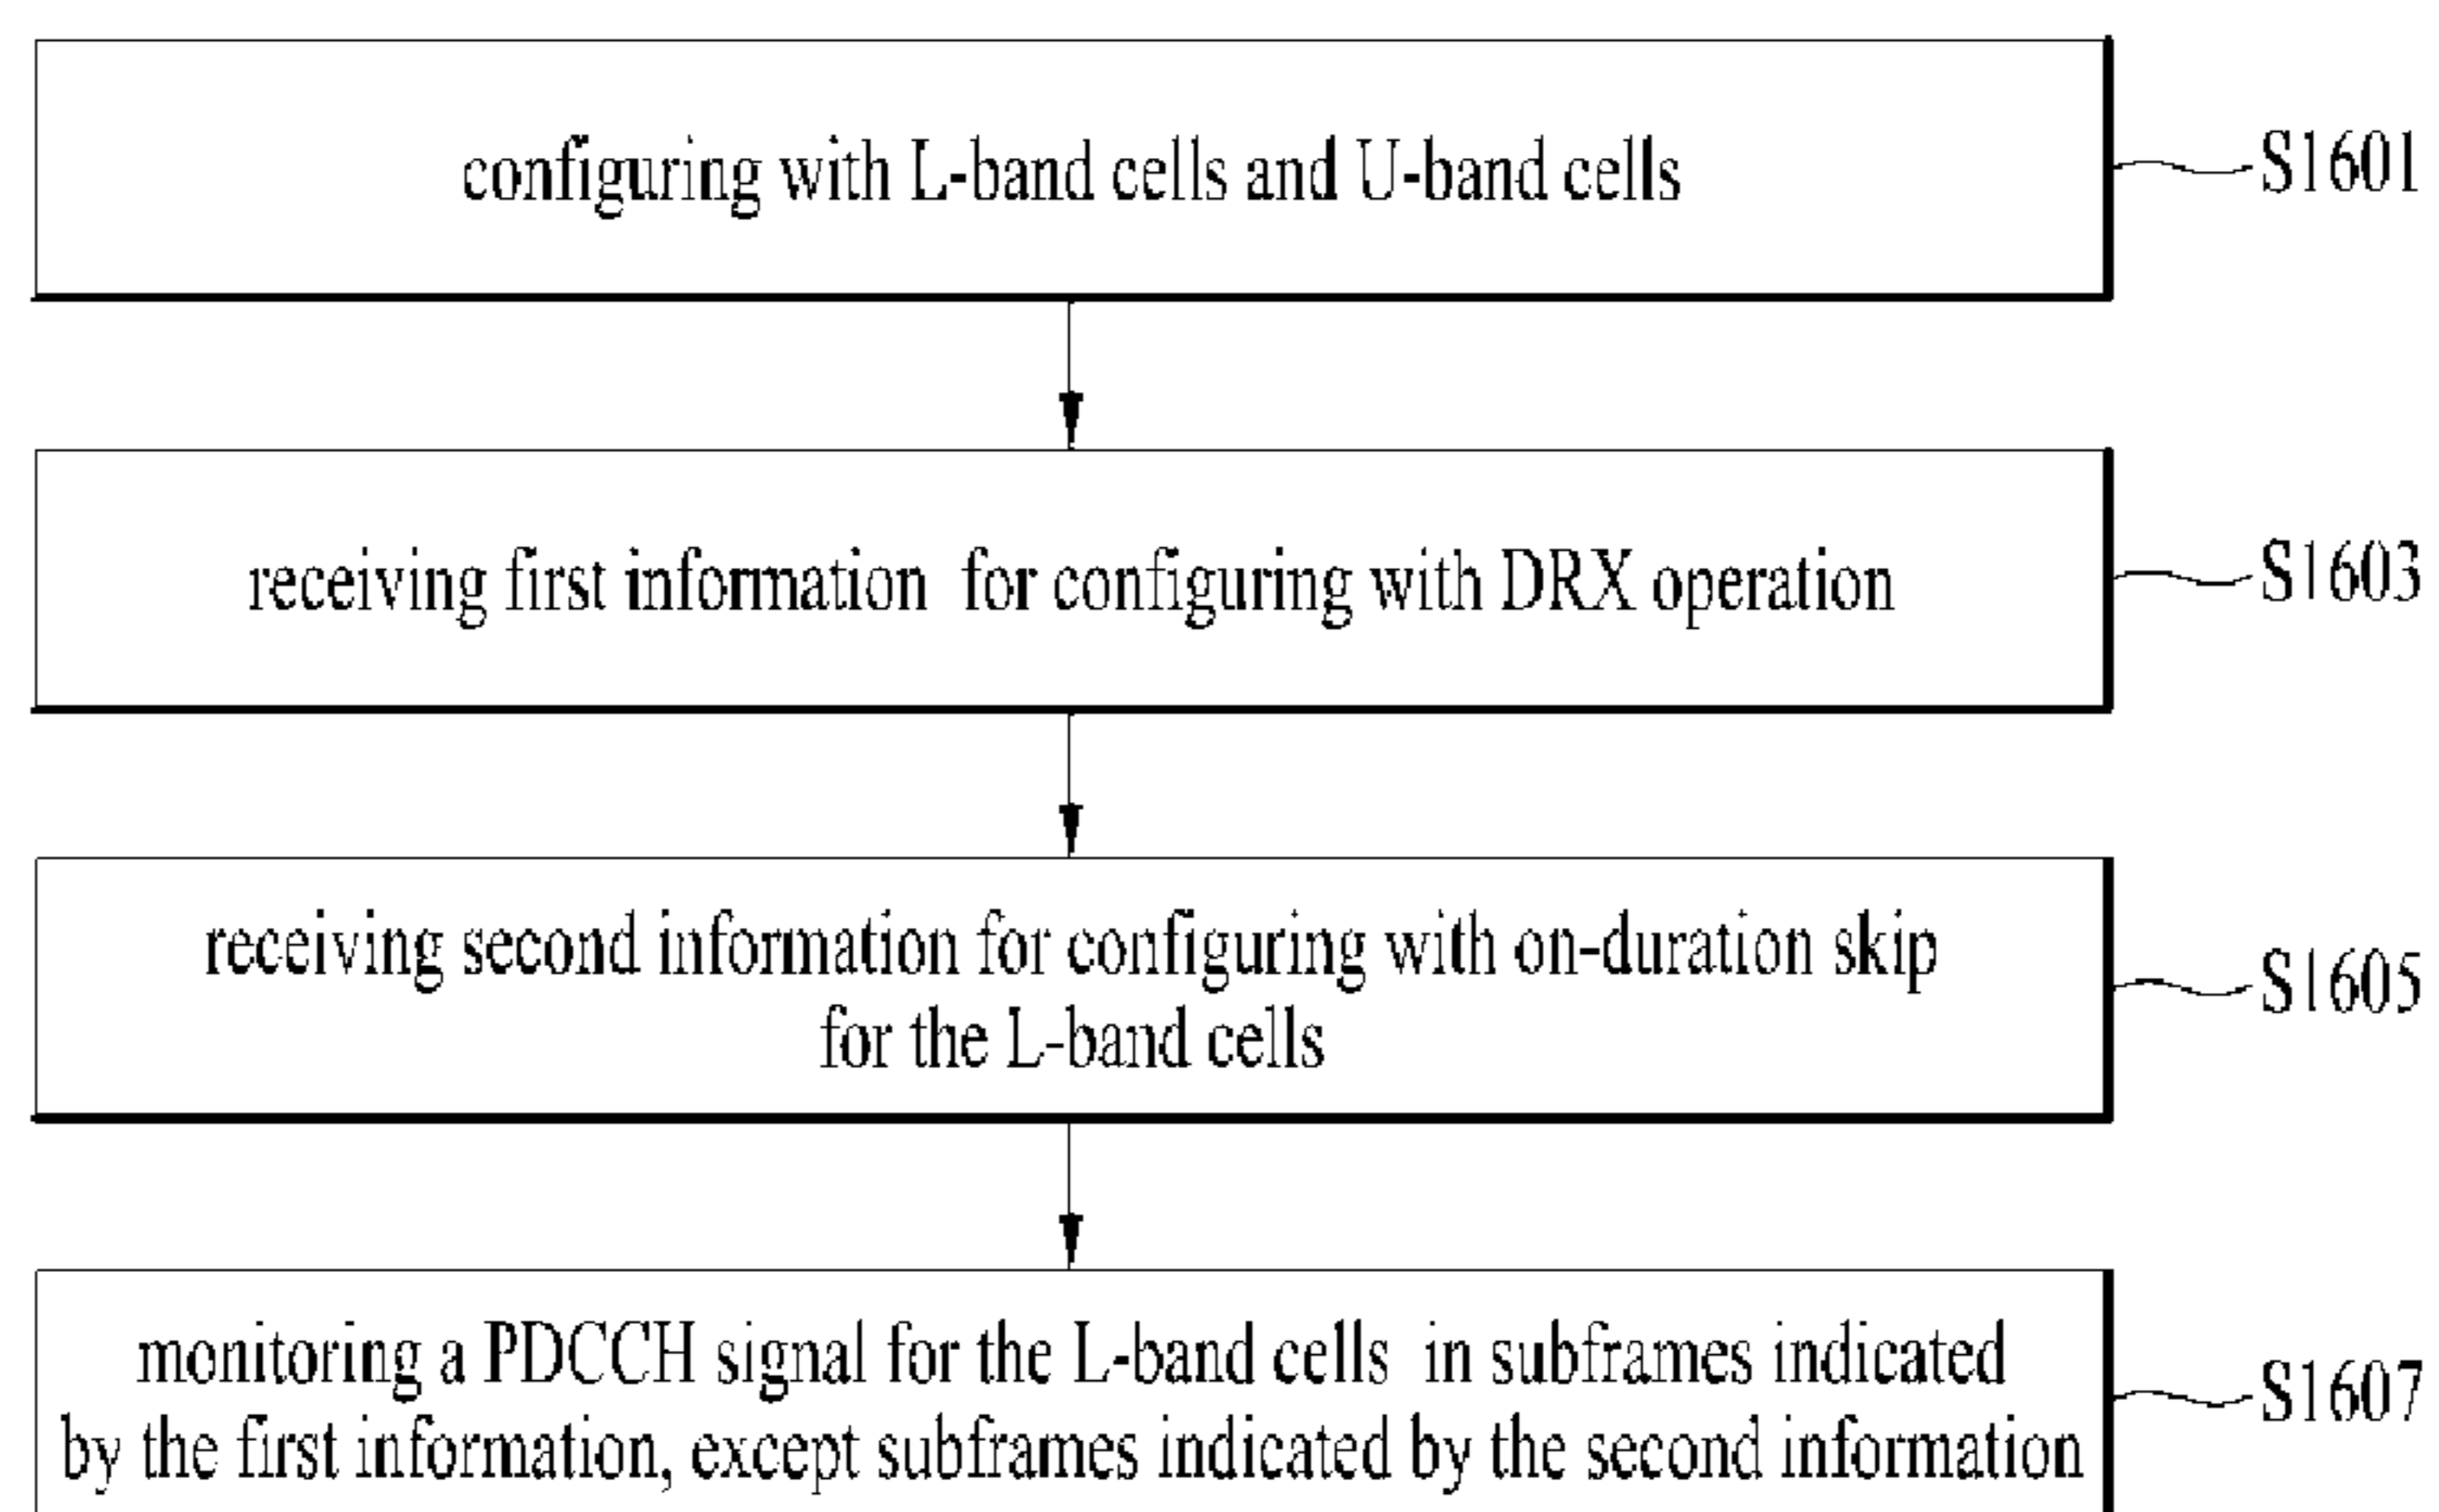 configuring with L-band cells and U-band cells
S1601
receiving first information for configuring with DRX operation
S1603
receiving second information for configuring with on-duration skip
for the L-band cells
S1605
monitoring a PDCCH signal for the L-band cells in subframes indicated
by the first information, except subframes indicated by the second information
S1607